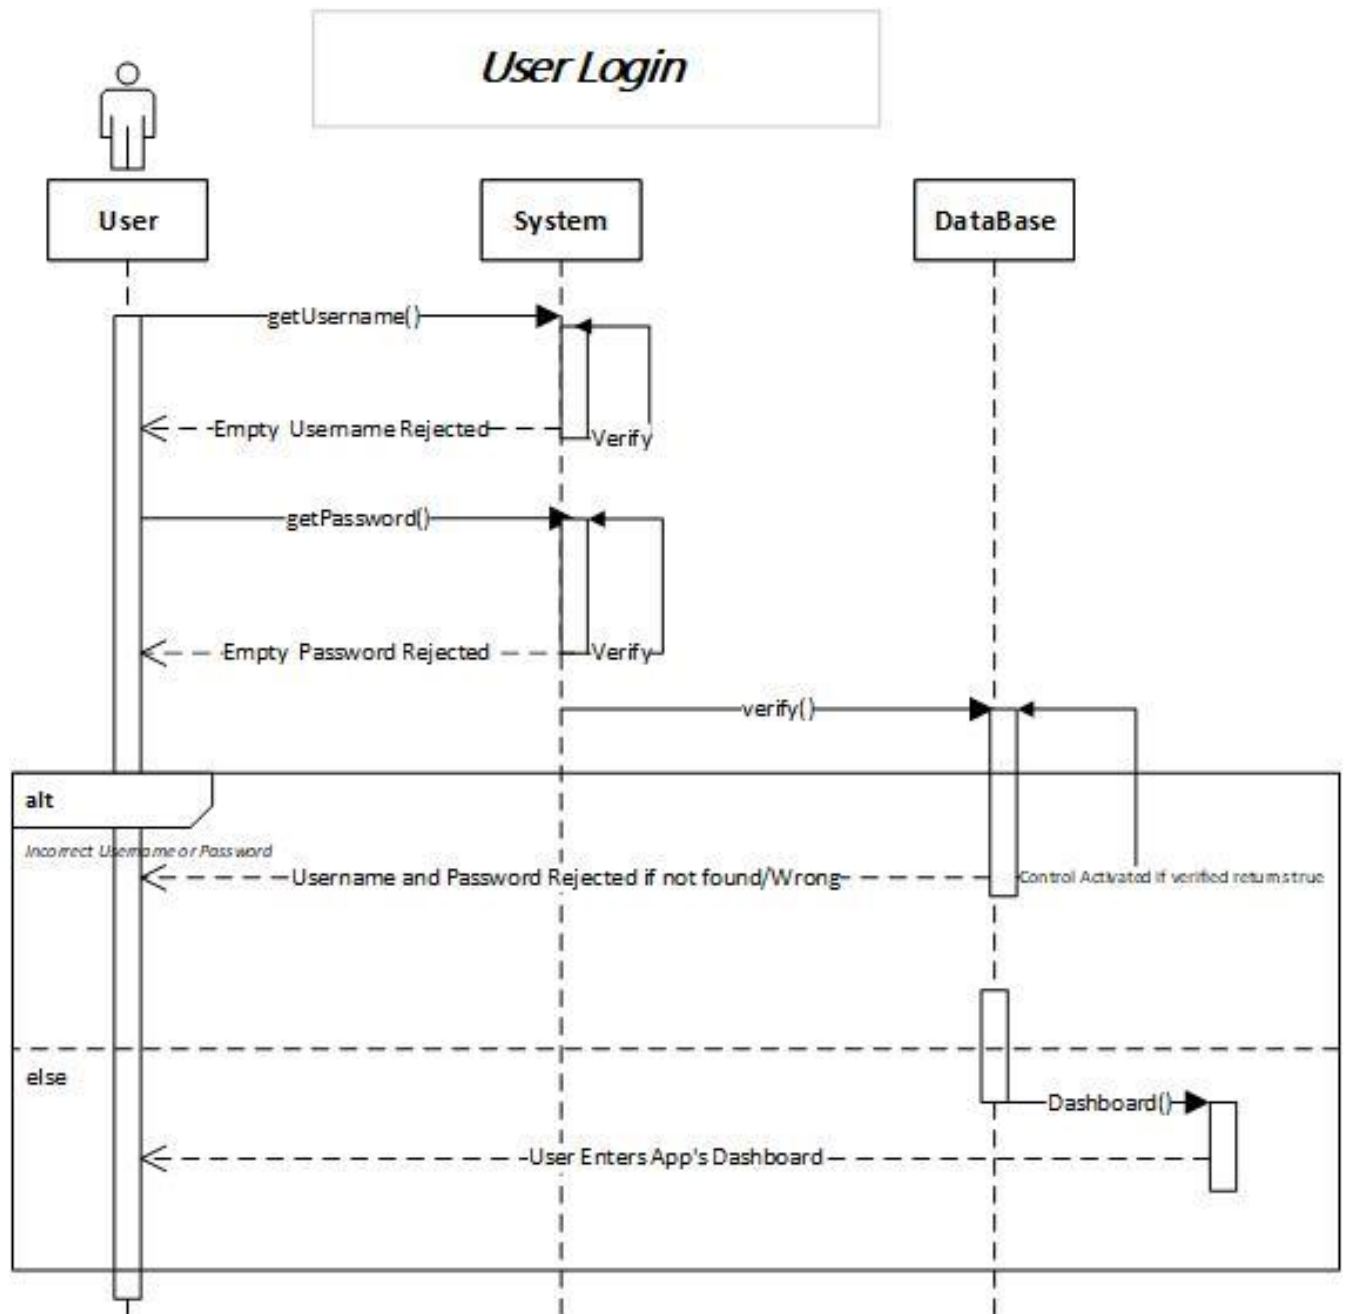 User Login
User
System
DataBase
getUsername()
Empty Username Rejected
Verify
getPassword()
Empty Password Rejected
Verify
verify()
alt
Incorrect Username or Password
Username and Password Rejected if not found/Wrong
Control Activated if verified returns true
else
Dashboard()
User Enters App's Dashboard